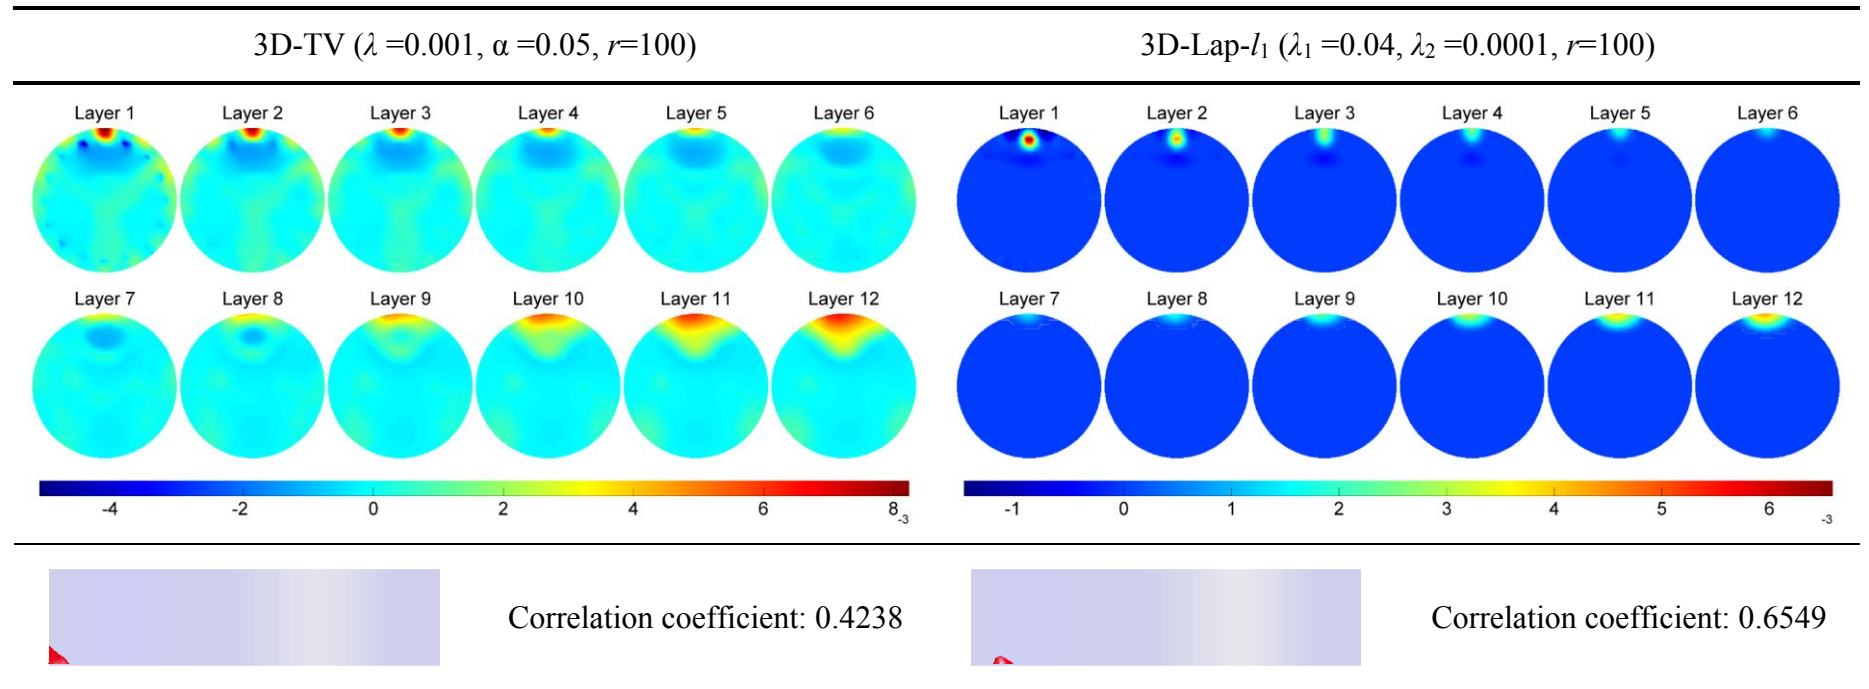 3D-TV (λ =0.001, α =0.05, r=100)
3D-Lap-l₁ (λ₁ =0.04, λ₂ =0.0001, r=100)
Layer 1 Layer 2 Layer 3 Layer 4 Layer 5 Layer 6
Layer 7 Layer 8 Layer 9 Layer 10 Layer 11 Layer 12
-4 -2 0 2 4 6 8
-3
Layer 1 Layer 2 Layer 3 Layer 4 Layer 5 Layer 6
Layer 7 Layer 8 Layer 9 Layer 10 Layer 11 Layer 12
-1 0 1 2 3 4 5 6
-3
Correlation coefficient: 0.4238
Correlation coefficient: 0.6549